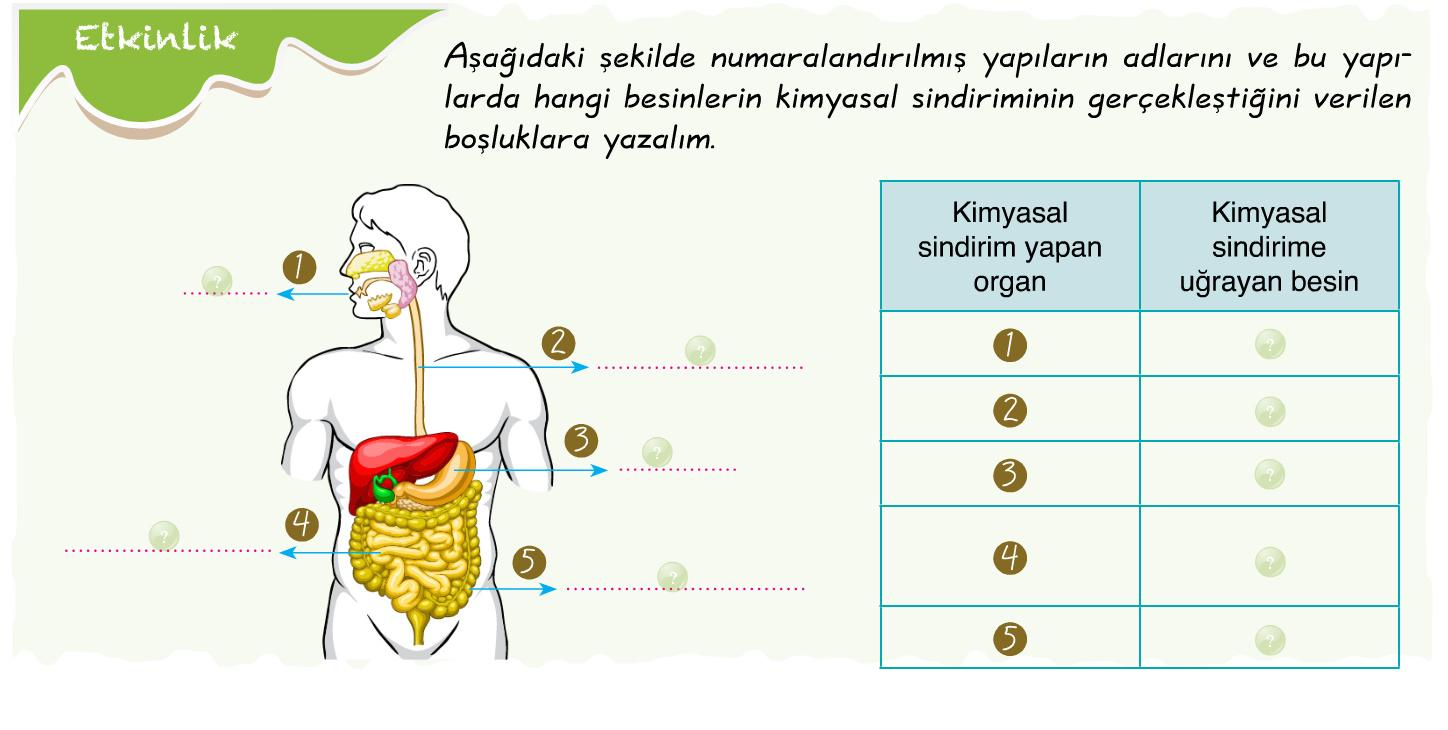 Etkinlik
Aşağıdaki şekilde numaralandırılmış yapıların adlarını ve bu yapı-
larda hangi besinlerin kimyasal sindiriminin gerçekleştiğini verilen
boşluklara yazalım.
1
?
2
?
3
?
4
?
5
?
Kimyasal
sindirim yapan
organ
Kimyasal
sindirime
uğrayan besin
1
?
2
?
3
?
4
?
5
?